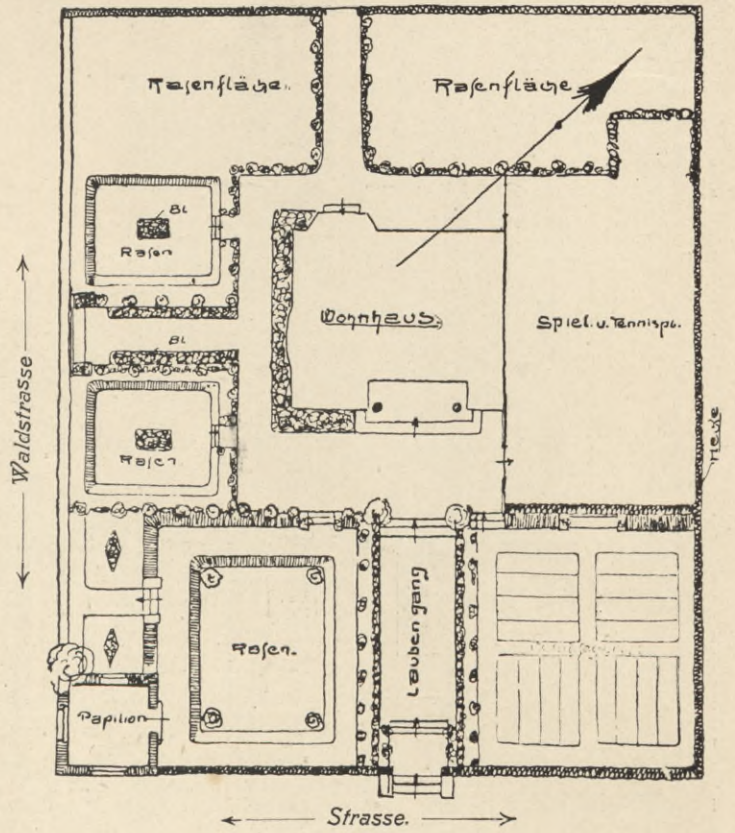 Rasenfläche.
Rasenfläche
Bl
Rasen
Wohnhaus.
Spiel. u. Tennispl.
Bl
Waldstrasse
Rasen.
Hecke
Laubengang
Rasen.
Papilion
Strasse.